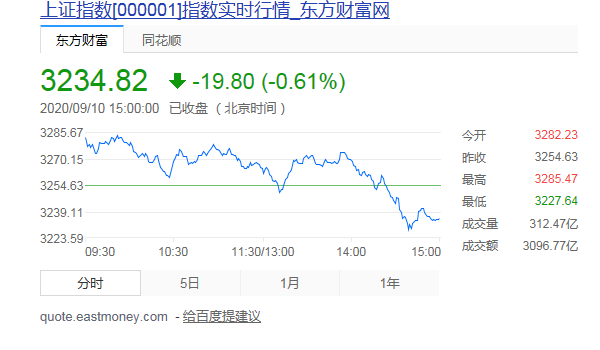 上证指数[000001]指数实时行情_东方财富网
东方财富 同花顺
3234.82 -19.80 (-0.61%)
2020/09/10 15:00:00 已收盘 ( 北京时间 )
3285.67
3270.15
3254.63
3239.11
3223.59
09:30 10:30 11:30/13:00 14:00 15:00
今开 3282.23
昨收 3254.63
最高 3285.47
最低 3227.64
成交量 312.47亿
成交额 3096.77亿
分时 5日 1月 1年
quote.eastmoney.com - 给百度提建议